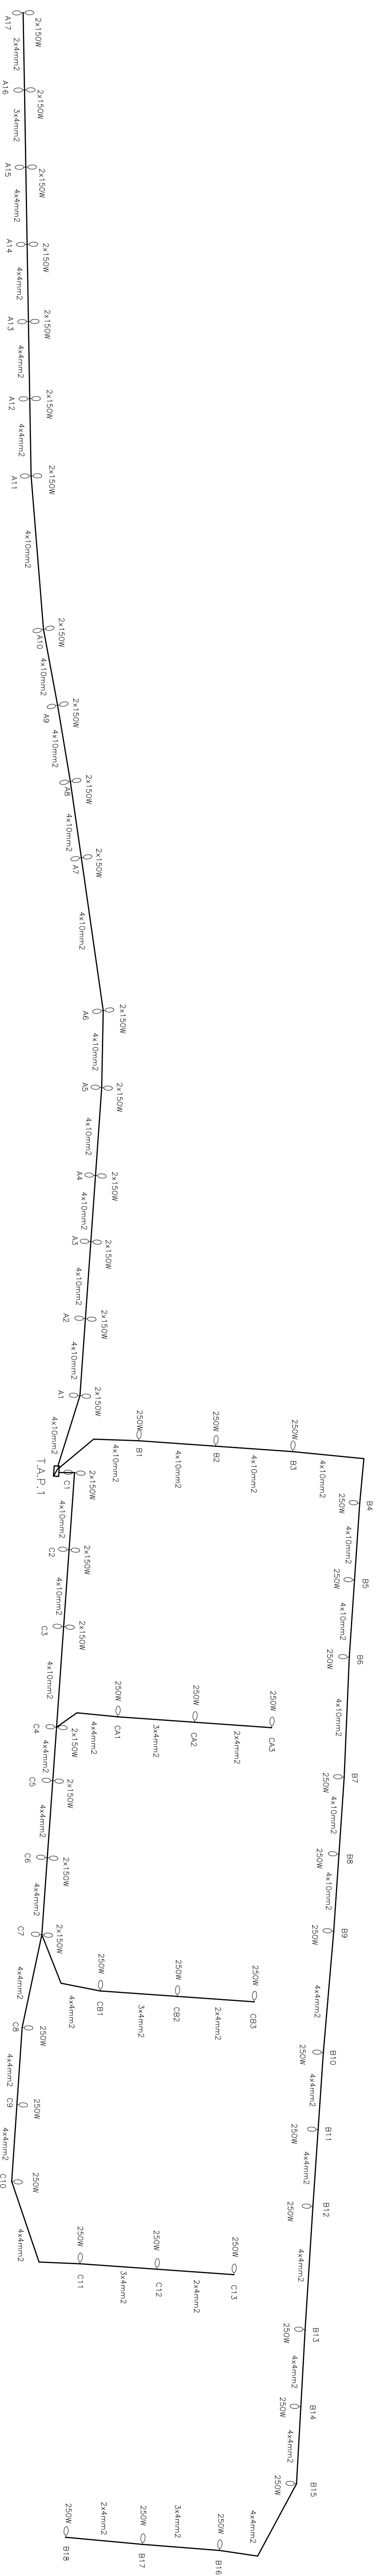 2x150W
A17
2x4mm2
2x150W
A16
3x4mm2
2x150W
A15
4x4mm2
2x150W
A14
4x4mm2
2x150W
A13
4x4mm2
2x150W
A12
4x4mm2
2x150W
A11
4x10mm2
2x150W
A10
4x10mm2
2x150W
A9
4x10mm2
2x150W
A8
4x10mm2
2x150W
A7
4x10mm2
2x150W
A6
4x10mm2
2x150W
A5
4x10mm2
2x150W
A4
4x10mm2
2x150W
A3
4x10mm2
2x150W
A2
4x10mm2
2x150W
A1
4x10mm2
T.A.P.1
4x10mm2
250W
B1
4x10mm2
250W
B2
4x10mm2
250W
B3
4x10mm2
250W
B4
4x10mm2
250W
B5
4x10mm2
250W
B6
4x10mm2
250W
B7
4x10mm2
250W
B8
4x10mm2
250W
B9
4x4mm2
250W
B10
4x4mm2
250W
B11
4x4mm2
250W
B12
4x4mm2
250W
B13
4x4mm2
250W
B14
4x4mm2
250W
B15
4x4mm2
250W
B16
3x4mm2
250W
B17
2x4mm2
250W
B18
2x150W
C1
4x10mm2
2x150W
C2
4x10mm2
2x150W
C3
4x10mm2
2x150W
C4
4x4mm2
250W
CA1
3x4mm2
250W
CA2
2x4mm2
250W
CA3
4x4mm2
2x150W
C5
4x4mm2
2x150W
C6
4x4mm2
2x150W
C7
4x4mm2
250W
CB1
3x4mm2
250W
CB2
2x4mm2
250W
CB3
4x4mm2
250W
C8
4x4mm2
250W
C9
4x4mm2
250W
C10
4x4mm2
250W
C11
3x4mm2
250W
C12
2x4mm2
250W
C13